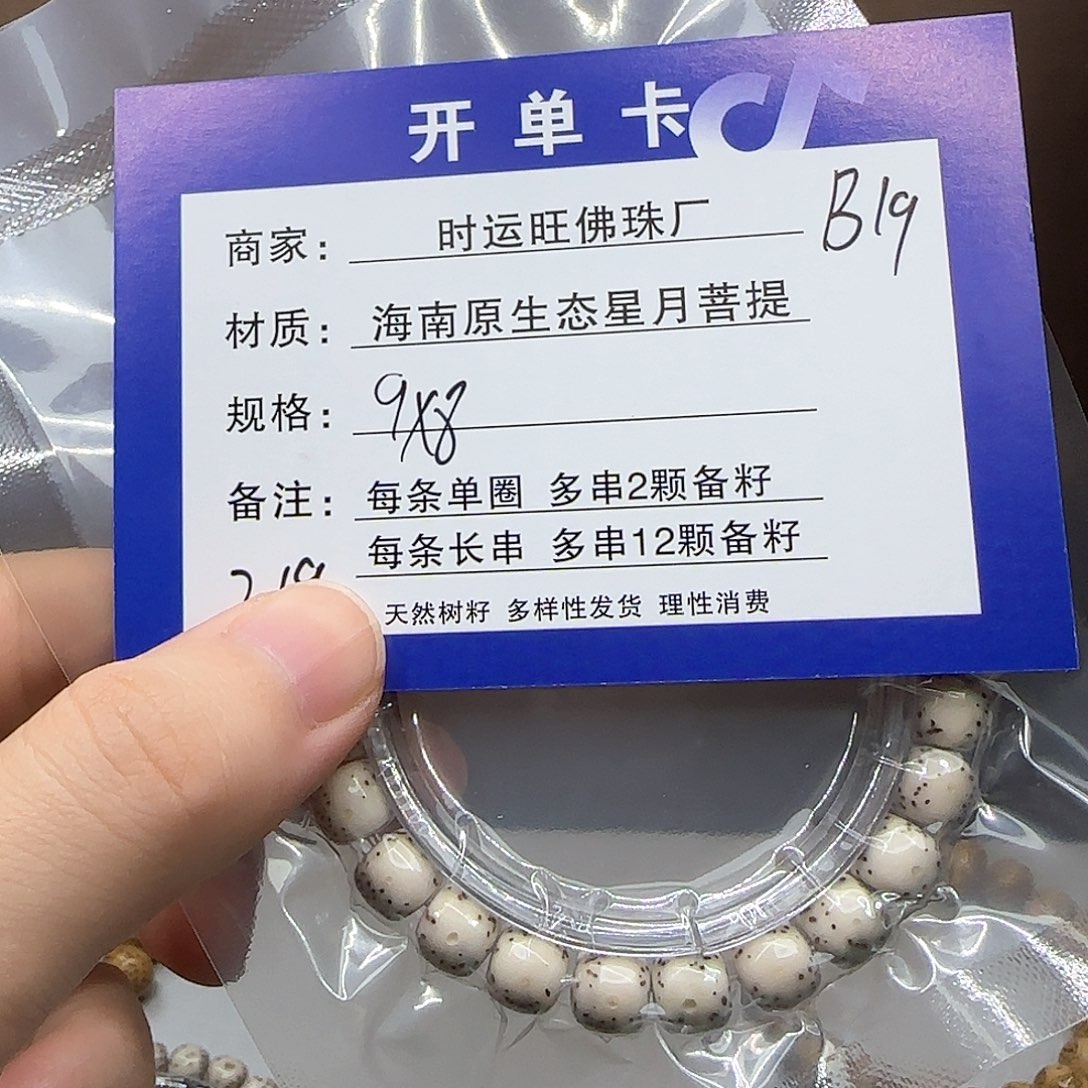 开单卡
商家：时运旺佛珠厂 B19
材质：海南原生态星月菩提
规格：9X8
备注：每条单圈 多串2颗备籽
每条长串 多串12颗备籽
天然树籽 多样性发货 理性消费